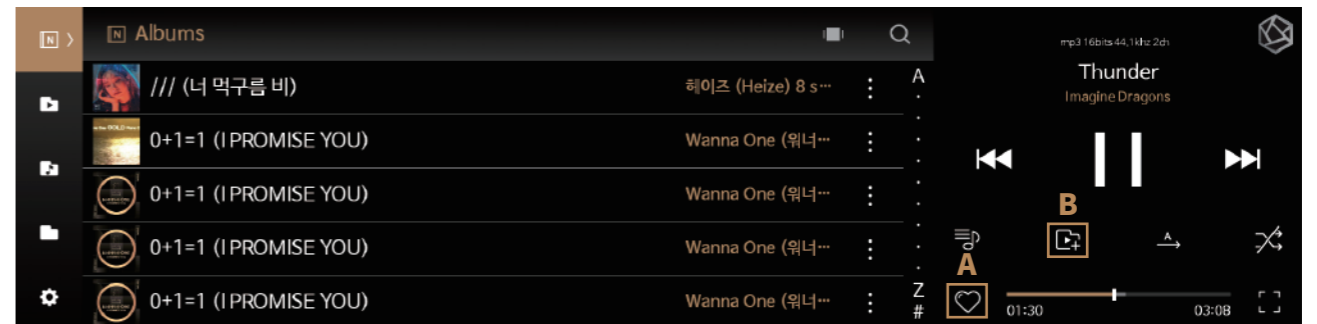 N
N Albums
/// (너 먹구름 비)
헤이즈 (Heize) 8 s···
0+1=1 (I PROMISE YOU)
Wanna One (워너···
0+1=1 (I PROMISE YOU)
Wanna One (워너···
0+1=1 (I PROMISE YOU)
Wanna One (워너···
0+1=1 (I PROMISE YOU)
Wanna One (워너···
A
Z
#
mp3 16bits 44,1khz 2ch
Thunder
Imagine Dragons
B
A
A
01:30
03:08